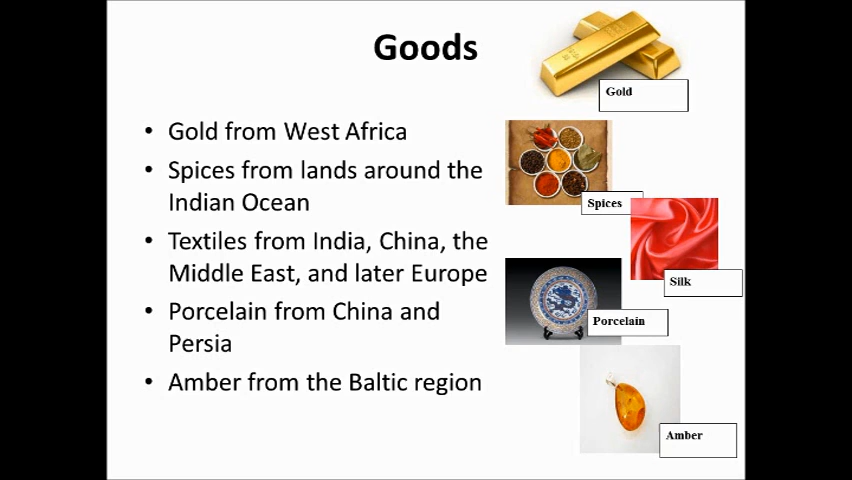 Goods
Gold
• Gold from West Africa
• Spices from lands around the
Indian Ocean
Spices
• Textiles from India, China, the
Middle East, and later Europe
Silk
• Porcelain from China and
Persia
Porcelain
• Amber from the Baltic region
Amber